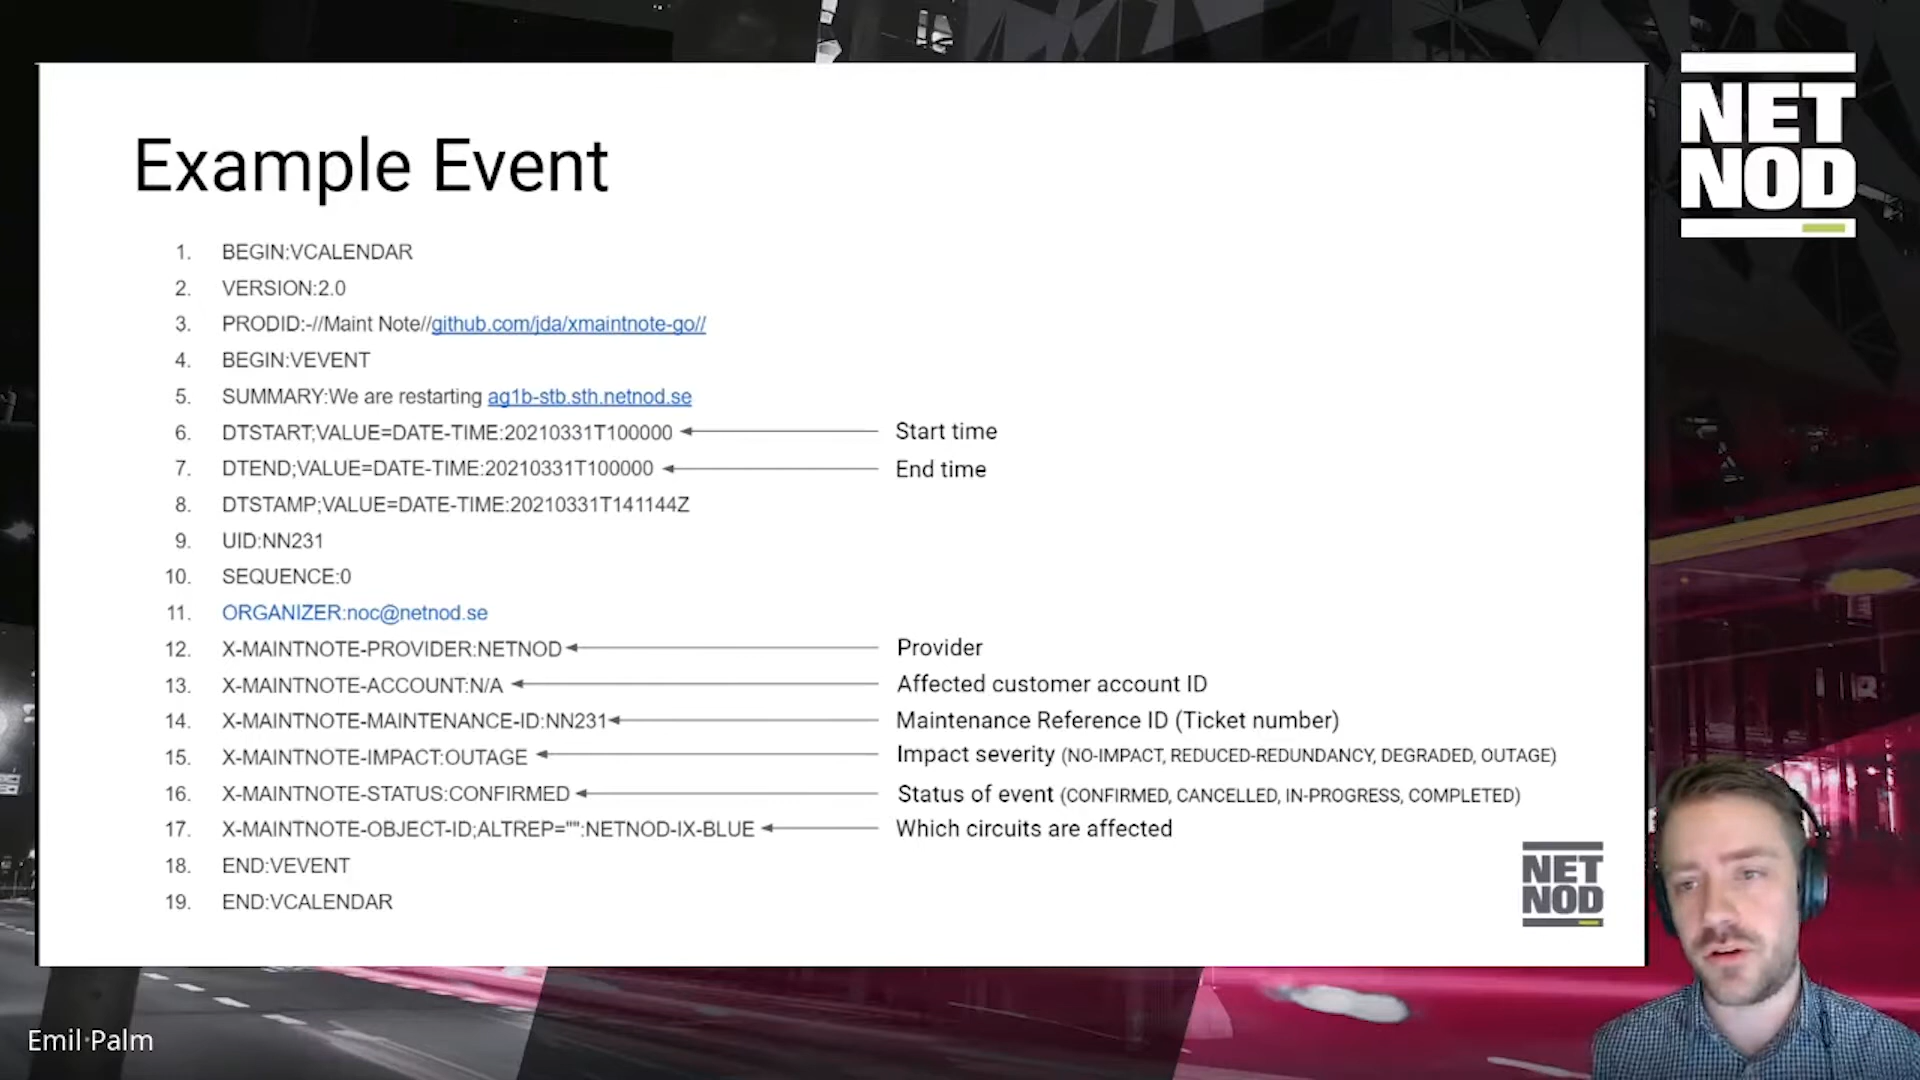 NET
NOD
Example Event
1. BEGIN:VCALENDAR
2. VERSION:2.0
3. PRODID:-//Maint Note//github.com/jda/xmaintnote-go//
4. BEGIN:VEVENT
5. SUMMARY:We are restarting ag1b-stb.sth.netnod.se
6. DTSTART;VALUE=DATE-TIME:20210331T100000 Start time
7. DTEND;VALUE=DATE-TIME:20210331T100000 End time
8. DTSTAMP;VALUE=DATE-TIME:20210331T141144Z
9. UID:NN231
10. SEQUENCE:0
11. ORGANIZER:noc@netnod.se
12. X-MAINTNOTE-PROVIDER:NETNOD Provider
13. X-MAINTNOTE-ACCOUNT:N/A Affected customer account ID
14. X-MAINTNOTE-MAINTENANCE-ID:NN231 Maintenance Reference ID (Ticket number)
15. X-MAINTNOTE-IMPACT:OUTAGE Impact severity (NO-IMPACT, REDUCED-REDUNDANCY, DEGRADED, OUTAGE)
16. X-MAINTNOTE-STATUS:CONFIRMED Status of event (CONFIRMED, CANCELLED, IN-PROGRESS, COMPLETED)
17. X-MAINTNOTE-OBJECT-ID;ALTREP="":NETNOD-IX-BLUE Which circuits are affected
18. END:VEVENT
19. END:VCALENDAR
NET
NOD
Emil Palm